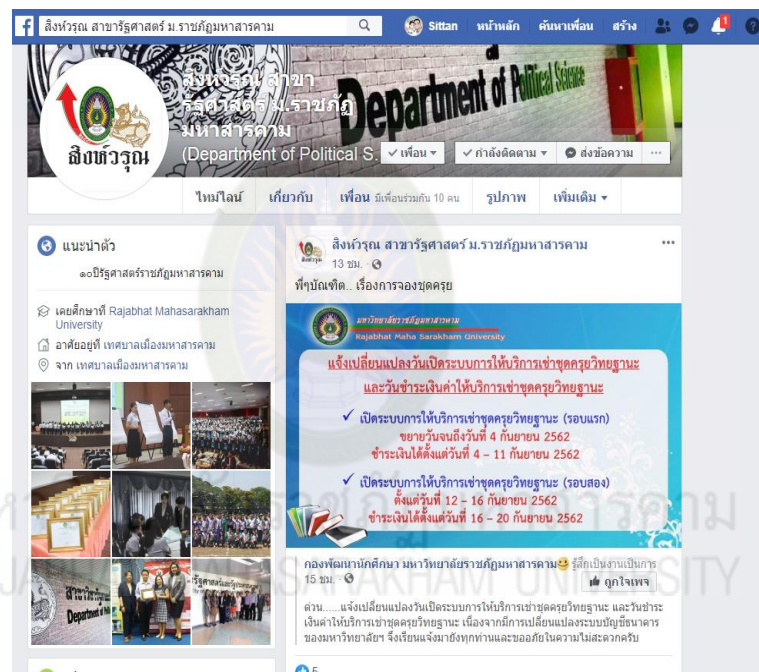 สิงห์วรุณ สาขารัฐศาสตร์ ม.ราชภัฏมหาสารคาม
Sittan
หน้าหลัก
ค้นหาเพื่อน
สร้าง
1
Department of Political Science
สิงห์วรุณ สาขา
รัฐศาสตร์ ม.ราชภัฏ
มหาสารคาม
(Department of Political S.
เพื่อน
กำลังติดตาม
ส่งข้อความ
สิงห์วรุณ
ไทม์ไลน์
เกี่ยวกับ
เพื่อน มีเพื่อนร่วมกัน 10 คน
รูปภาพ
เพิ่มเติม
แนะนำตัว
๑๐ปีรัฐศาสตร์ราชภัฏมหาสารคาม
เคยศึกษาที่ Rajabhat Mahasarakham
University
อาศัยอยู่ที่ เทศบาลเมืองมหาสารคาม
จาก เทศบาลเมืองมหาสารคาม
สิงห์วรุณ สาขารัฐศาสตร์ ม.ราชภัฏมหาสารคาม
13 ชม.
พี่ๆบัณฑิต.. เรื่องการจองชุดครุย
มหาวิทยาลัยราชภัฏมหาสารคาม
Rajabhat Maha Sarakham University
แจ้งเปลี่ยนแปลงวันเปิดระบบการให้บริการเช่าชุดครุยวิทยฐานะ
และวันชำระเงินค่าให้บริการเช่าชุดครุยวิทยฐานะ
เปิดระบบการให้บริการเช่าชุดครุยวิทยฐานะ (รอบแรก)
ขยายวันจนถึงวันที่ 4 กันยายน 2562
ชำระเงินได้ตั้งแต่วันที่ 4 – 11 กันยายน 2562
เปิดระบบการให้บริการเช่าชุดครุยวิทยฐานะ (รอบสอง)
ตั้งแต่วันที่ 12 – 16 กันยายน 2562
ชำระเงินได้ตั้งแต่วันที่ 16 – 20 กันยายน 2562
กองพัฒนานักศึกษา มหาวิทยาลัยราชภัฏมหาสารคาม รู้สึกเป็นงานเป็นการ
15 ชม.
ถูกใจเพจ
ด่วน......แจ้งเปลี่ยนแปลงวันเปิดระบบการให้บริการเช่าชุดครุยวิทยฐานะ และวันชำระ
เงินค่าให้บริการเช่าชุดครุยวิทยฐานะ เนื่องจากมีการเปลี่ยนแปลงระบบบัญชีธนาคาร
ของมหาวิทยาลัยฯ จึงเรียนแจ้งมายังทุกท่านและขออภัยในความไม่สะดวกครับ
5